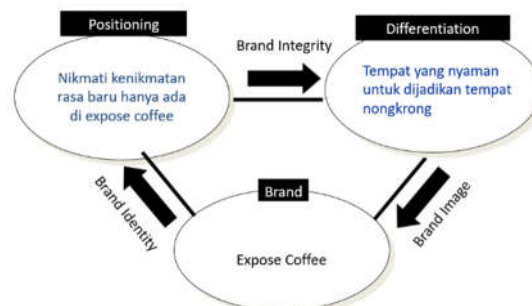 Positioning
Differentiation
Brand Integrity
Nikmati kenikmatan
rasa baru hanya ada
di expose coffee
Tempat yang nyaman
untuk dijadikan tempat
nongkrong
Brand Identity
Brand
Brand Image
Expose Coffee